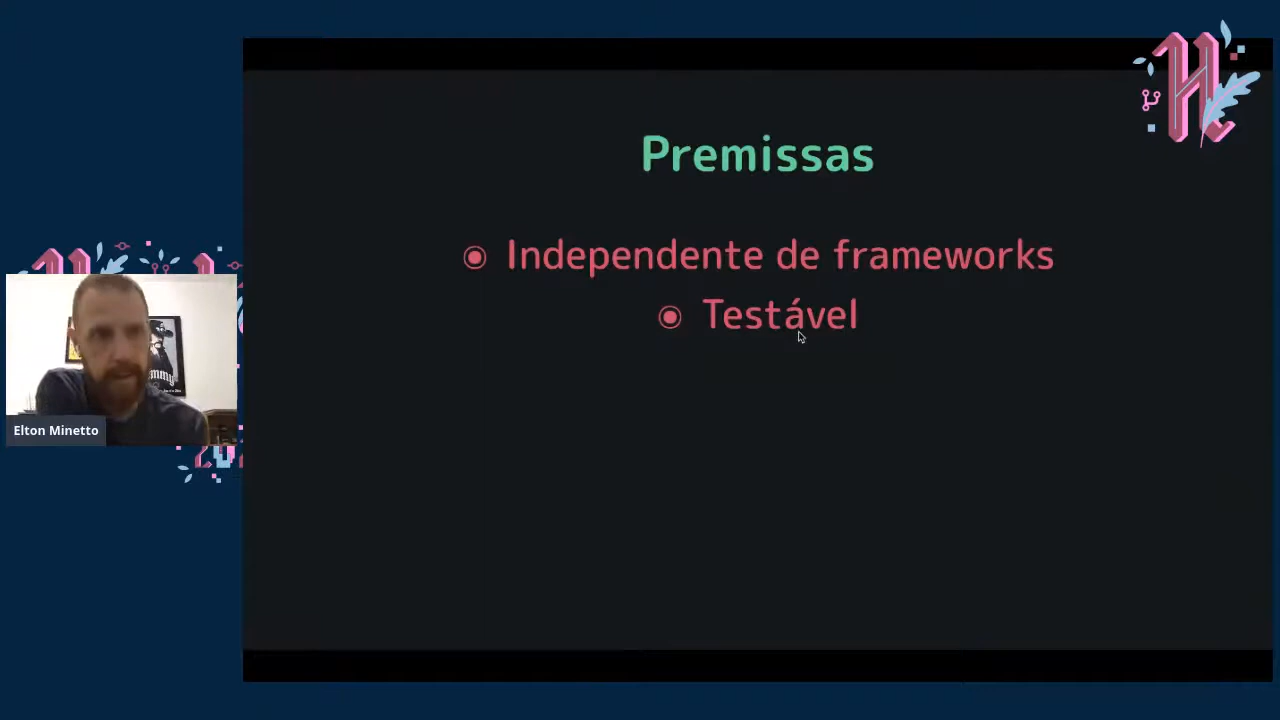 Premissas
Independente de frameworks
Testável
Elton Minetto